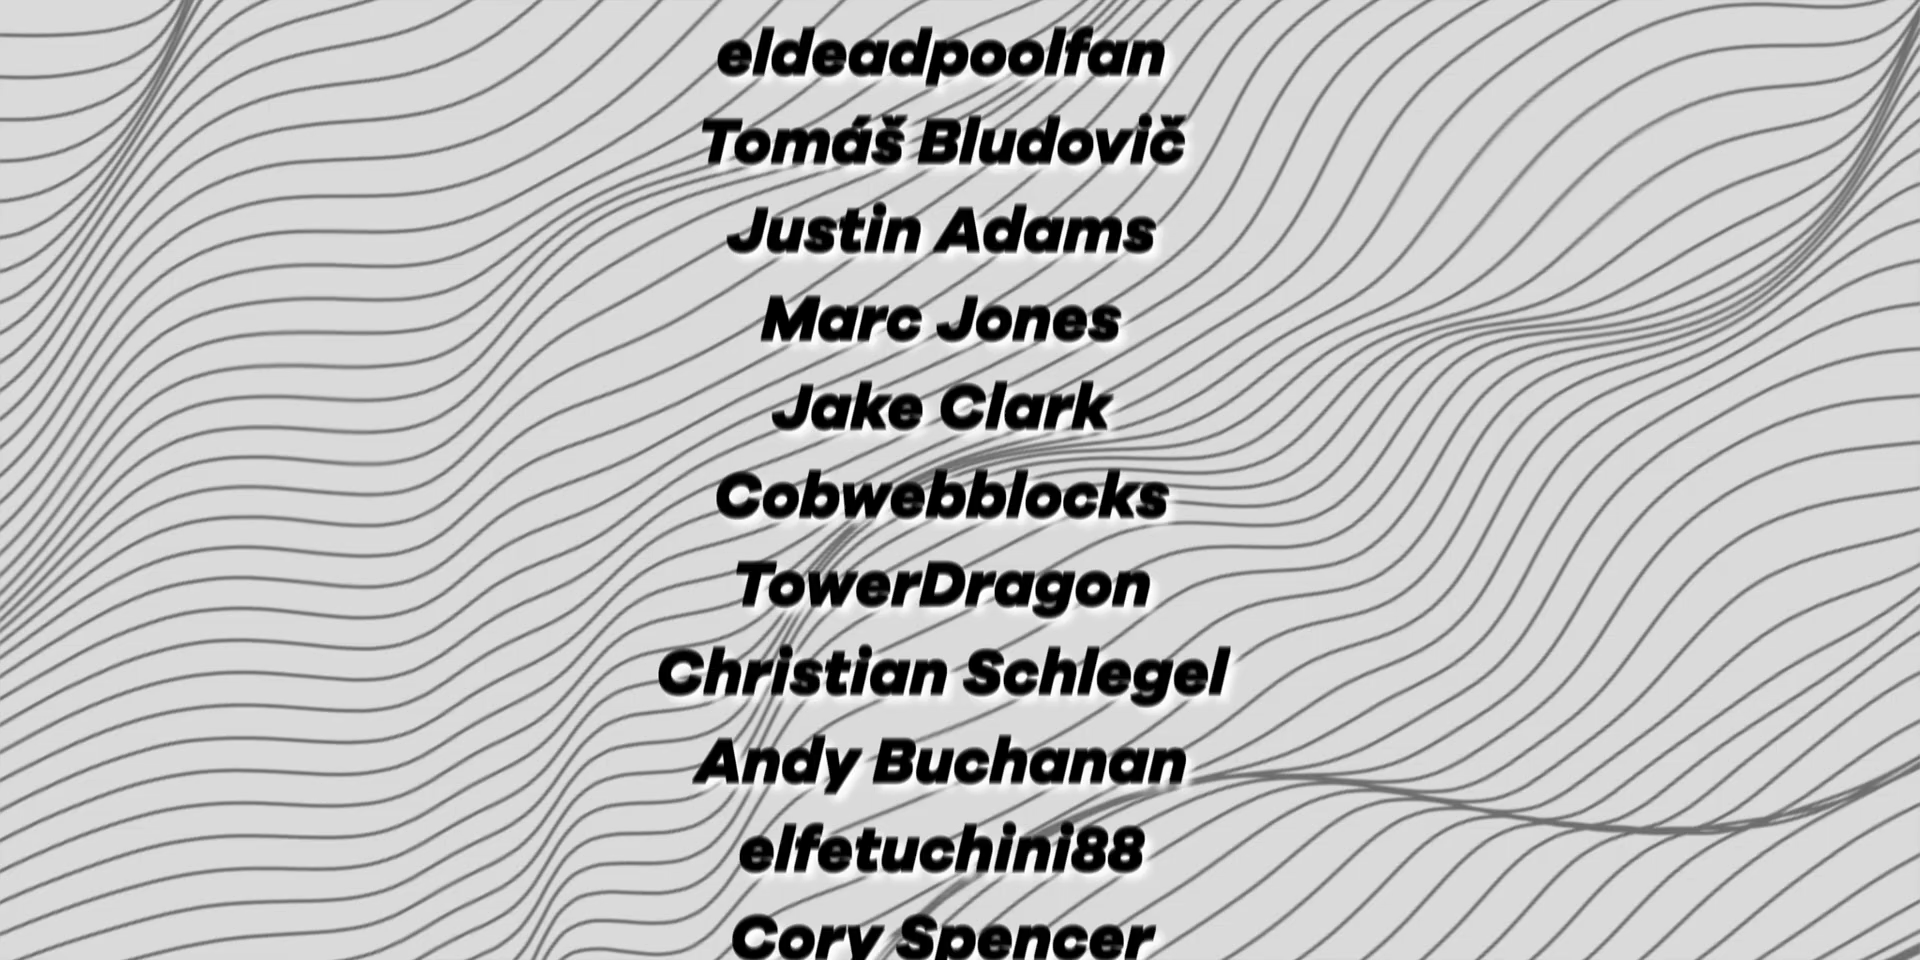 eldeadpoolfan
Tomáš Bludovič
Justin Adams
Marc Jones
Jake Clark
Cobwebblocks
TowerDragon
Christian Schlegel
Andy Buchanan
elfetuchini88
Cory Spencer